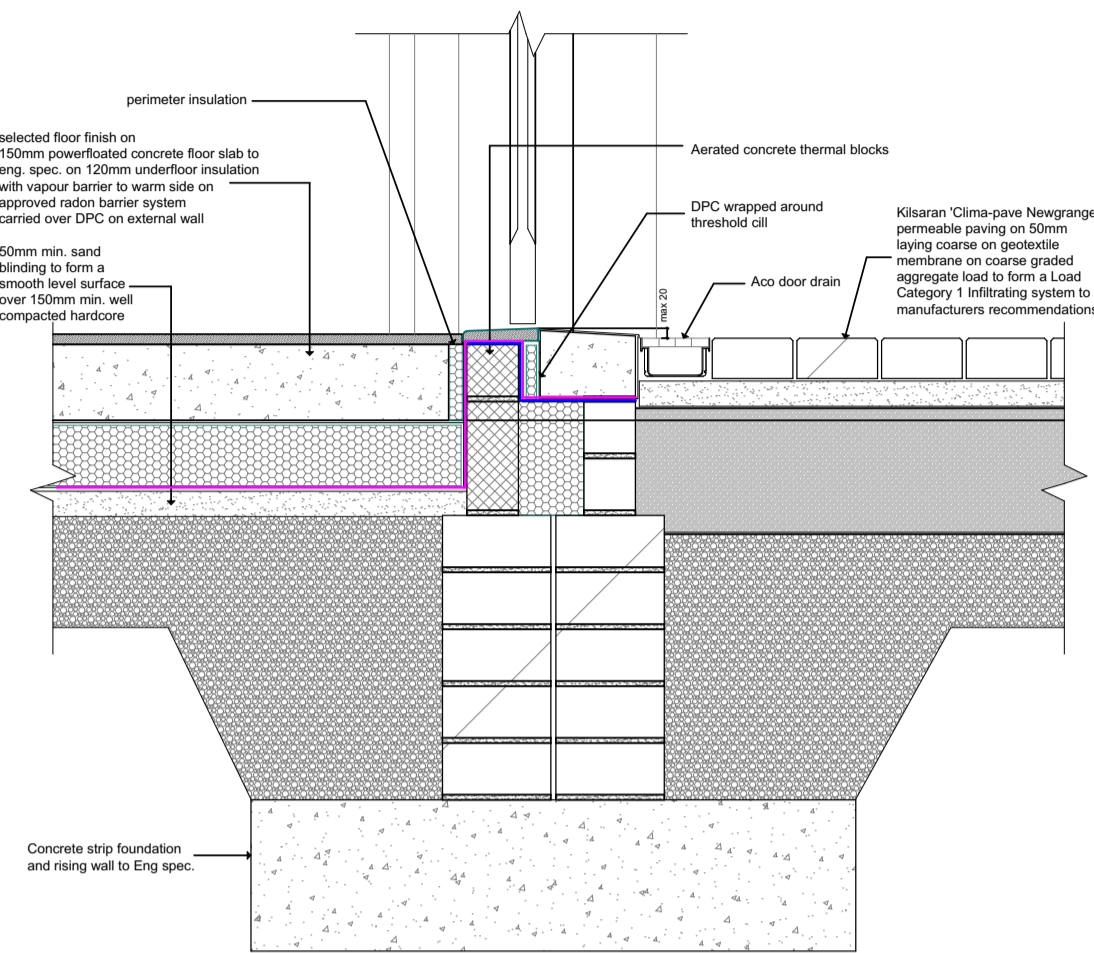 perimeter insulation
selected floor finish on
150mm powerfloated concrete floor slab to
eng. spec. on 120mm underfloor insulation
with vapour barrier to warm side on
approved radon barrier system
carried over DPC on external wall
50mm min. sand
blinding to form a
smooth level surface
over 150mm min. well
compacted hardcore
Aerated concrete thermal blocks
DPC wrapped around
threshold cill
Aco door drain
max 20
Kilsaran 'Clima-pave Newgrange
permeable paving on 50mm
laying coarse on geotextile
membrane on coarse graded
aggregate load to form a Load
Category 1 Infiltrating system to
manufacturers recommendations
Concrete strip foundation
and rising wall to Eng spec.